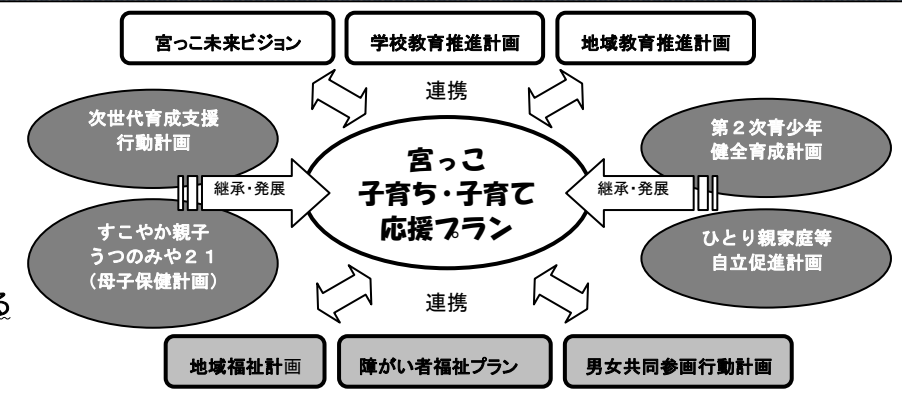 宮っこ未来ビジョン
学校教育推進計画
地域教育推進計画
連携
次世代育成支援
行動計画
第２次青少年
健全育成計画
宮っこ
子育ち・子育て
応援プラン
継承・発展
継承・発展
すこやか親子
うつのみや２１
（母子保健計画）
ひとり親家庭等
自立促進計画
る
連携
地域福祉計画
障がい者福祉プラン
男女共同参画行動計画